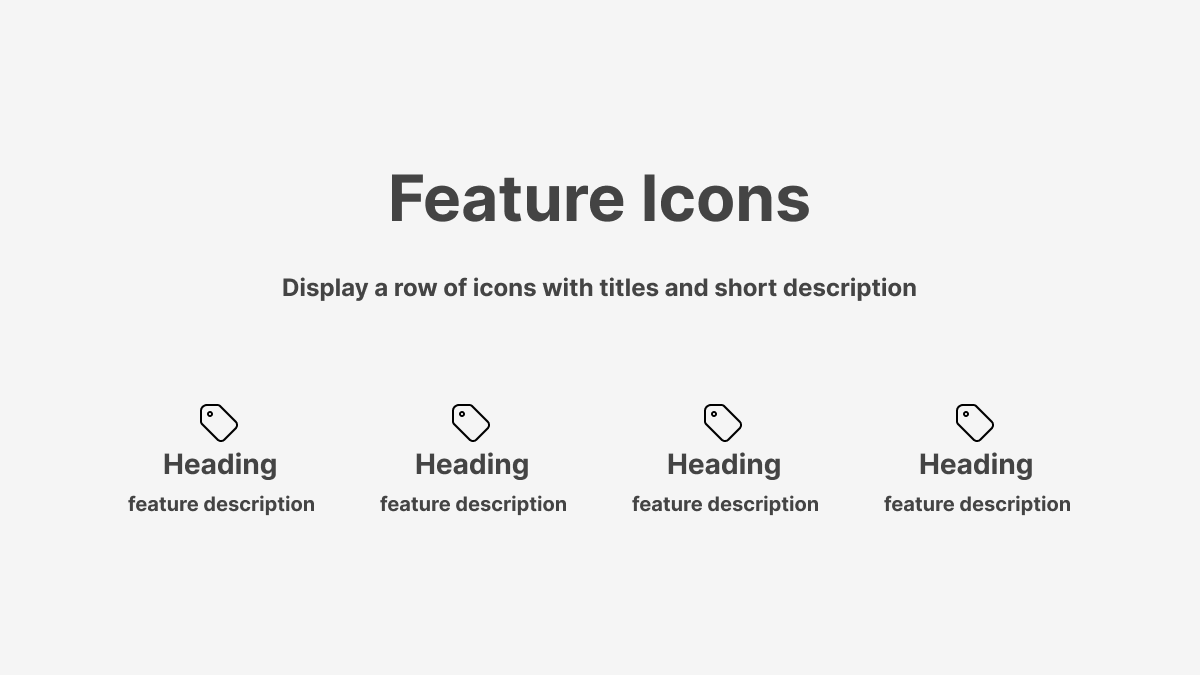 Feature Icons
Display a row of icons with titles and short description
Heading Heading Heading Heading
feature description feature description feature description feature description